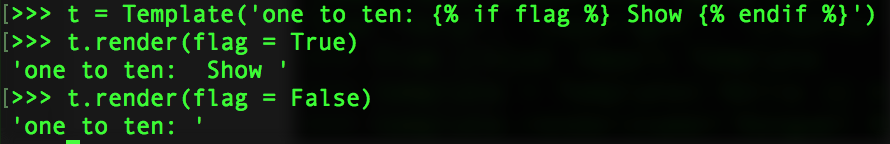 [>>> t = Template('one to ten: {% if flag %} Show {% endif %}')
[>>> t.render(flag = True)
'one to ten:  Show '
[>>> t.render(flag = False)
'one to ten: '